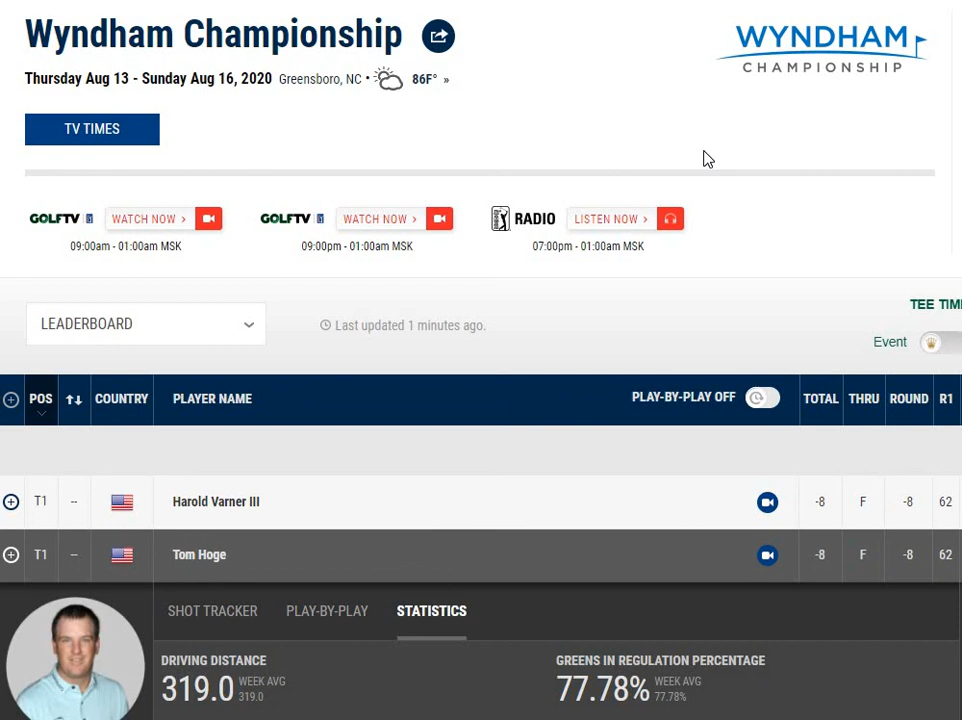 Wyndham Championship
WYNDHAM
CHAMPIONSHIP
Thursday Aug 13 - Sunday Aug 16, 2020 Greensboro, NC • 86F° »
TV TIMES
GOLFTV WATCH NOW › GOLFTV WATCH NOW › RADIO LISTEN NOW ›
09:00am - 01:00am MSK 09:00pm - 01:00am MSK 07:00pm - 01:00am MSK
TEE TIM
LEADERBOARD Last updated 1 minutes ago.
Event
POS COUNTRY PLAYER NAME PLAY-BY-PLAY OFF TOTAL THRU ROUND R1
T1 -- Harold Varner III -8 F -8 62
T1 -- Tom Hoge -8 F -8 62
SHOT TRACKER PLAY-BY-PLAY STATISTICS
DRIVING DISTANCE GREENS IN REGULATION PERCENTAGE
319.0 WEEK AVG 319.0 77.78% WEEK AVG 77.78%